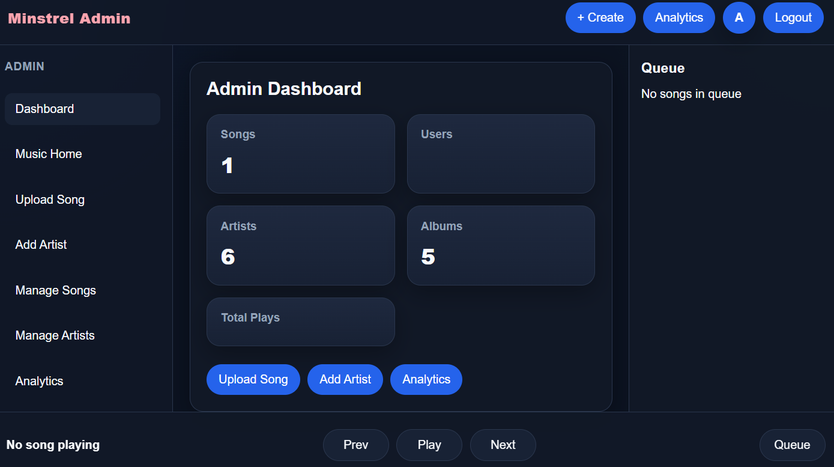 Minstrel Admin
+ Create
Analytics
A
Logout
ADMIN
Dashboard
Music Home
Upload Song
Add Artist
Manage Songs
Manage Artists
Analytics
Admin Dashboard
Songs
1
Users
Artists
6
Albums
5
Total Plays
Upload Song
Add Artist
Analytics
Queue
No songs in queue
No song playing
Prev
Play
Next
Queue